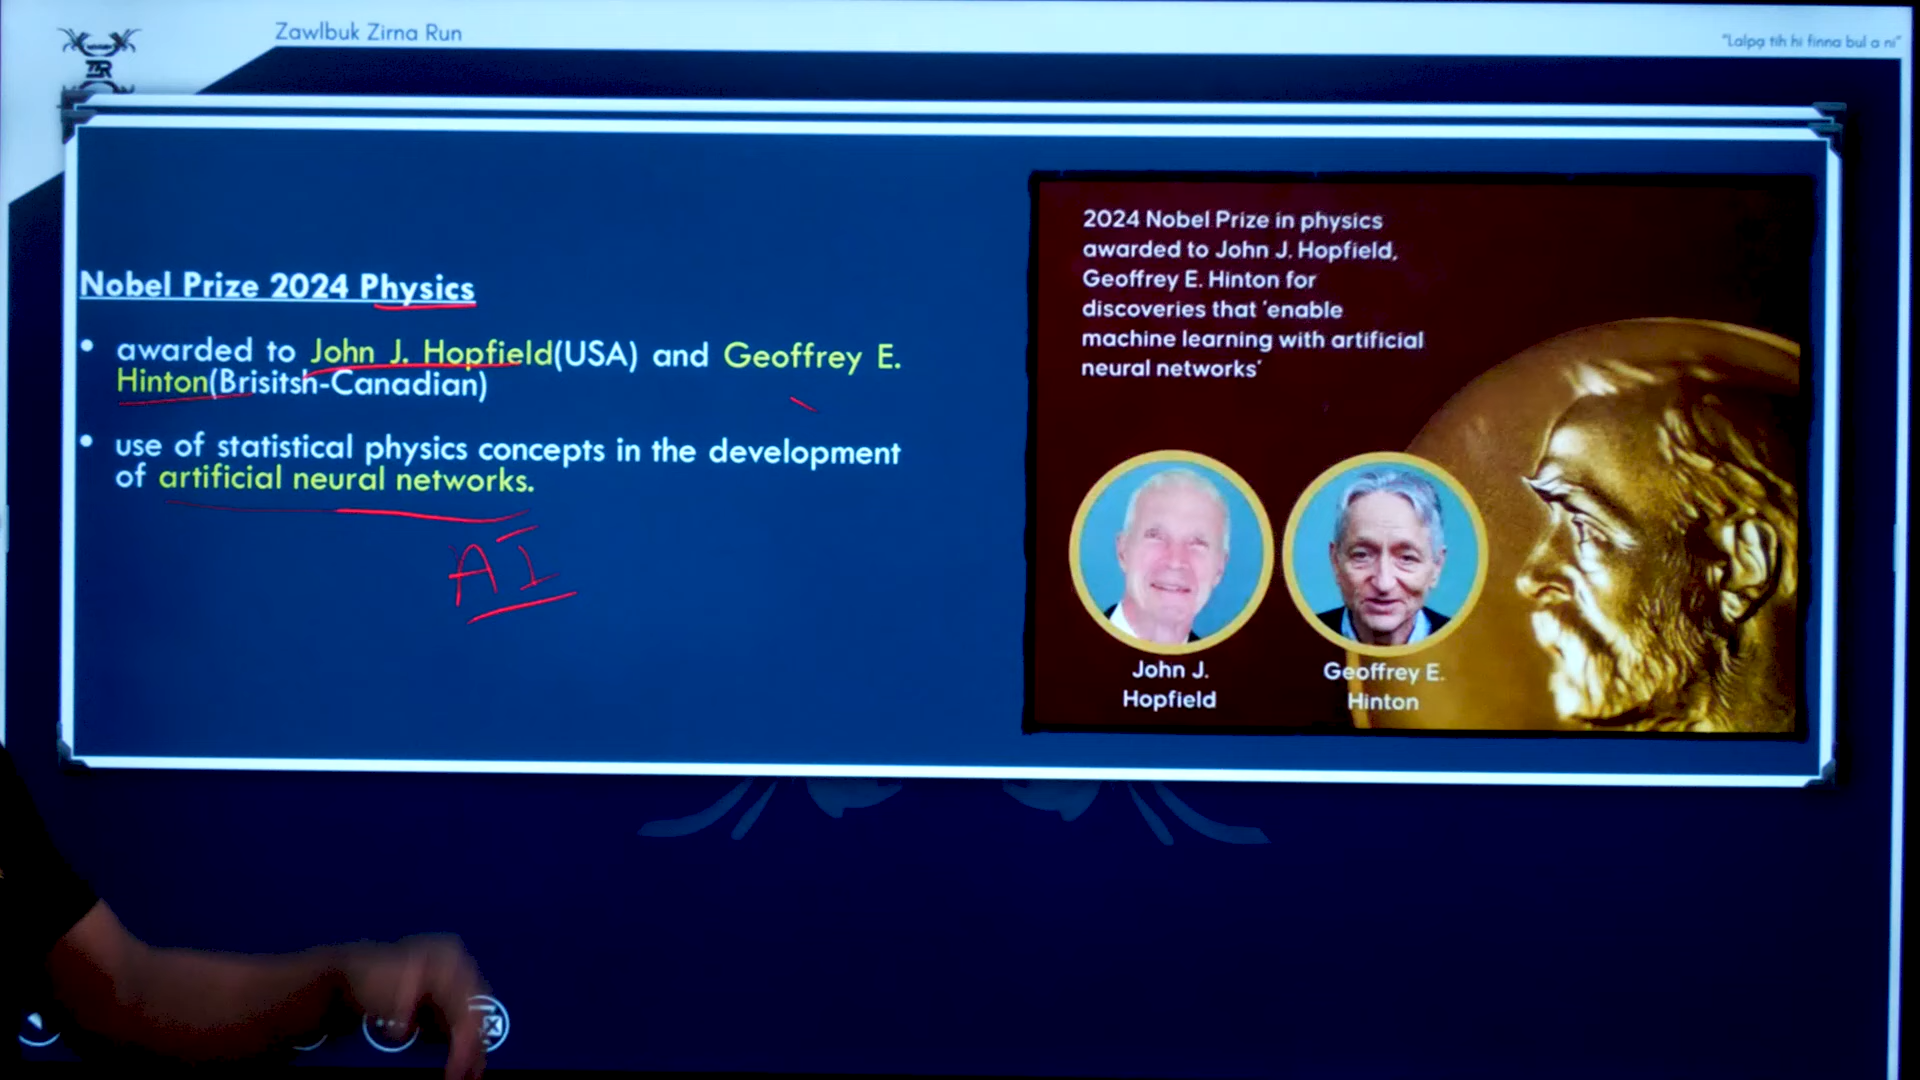 Zawlbuk Zirna Run
"Lalpa tih hi finna bul a ni"
ZR
Nobel Prize 2024 Physics
• awarded to John J. Hopfield(USA) and Geoffrey E.
Hinton(Brisitsh-Canadian)
• use of statistical physics concepts in the development
of artificial neural networks.
AI
2024 Nobel Prize in physics
awarded to John J. Hopfield,
Geoffrey E. Hinton for
discoveries that 'enable
machine learning with artificial
neural networks'
John J.
Hopfield
Geoffrey E.
Hinton